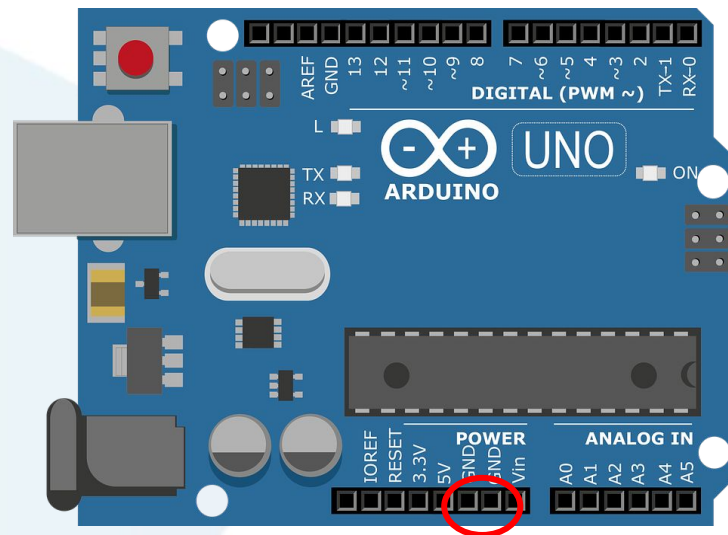 AREF
GND
13
12
~11
~10
~9
8
7
~6
~5
4
~3
2
TX-1
RX-0
DIGITAL (PWM ~)
L
TX
RX
- +
ARDUINO
UNO
ON
POWER
ANALOG IN
IOREF
RESET
3.3V
5V
GND
GND
Vin
A0
A1
A2
A3
A4
A5